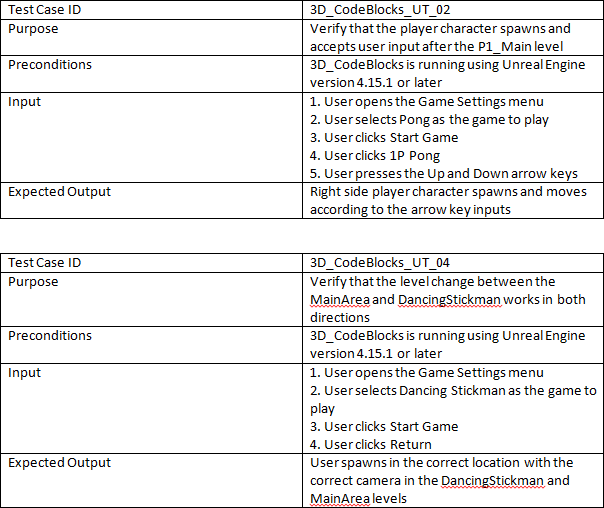 Test Case ID 3D_CodeBlocks_UT_02
Purpose Verify that the player character spawns and
accepts user input after the P1_Main level
Preconditions 3D_CodeBlocks is running using Unreal Engine
version 4.15.1 or later
Input 1. User opens the Game Settings menu
2. User selects Pong as the game to play
3. User clicks Start Game
4. User clicks 1P Pong
5. User presses the Up and Down arrow keys
Expected Output Right side player character spawns and moves
according to the arrow key inputs
Test Case ID 3D_CodeBlocks_UT_04
Purpose Verify that the level change between the
MainArea and DancingStickman works in both
directions
Preconditions 3D_CodeBlocks is running using Unreal Engine
version 4.15.1 or later
Input 1. User opens the Game Settings menu
2. User selects Dancing Stickman as the game to
play
3. User clicks Start Game
4. User clicks Return
Expected Output User spawns in the correct location with the
correct camera in the DancingStickman and
MainArea levels